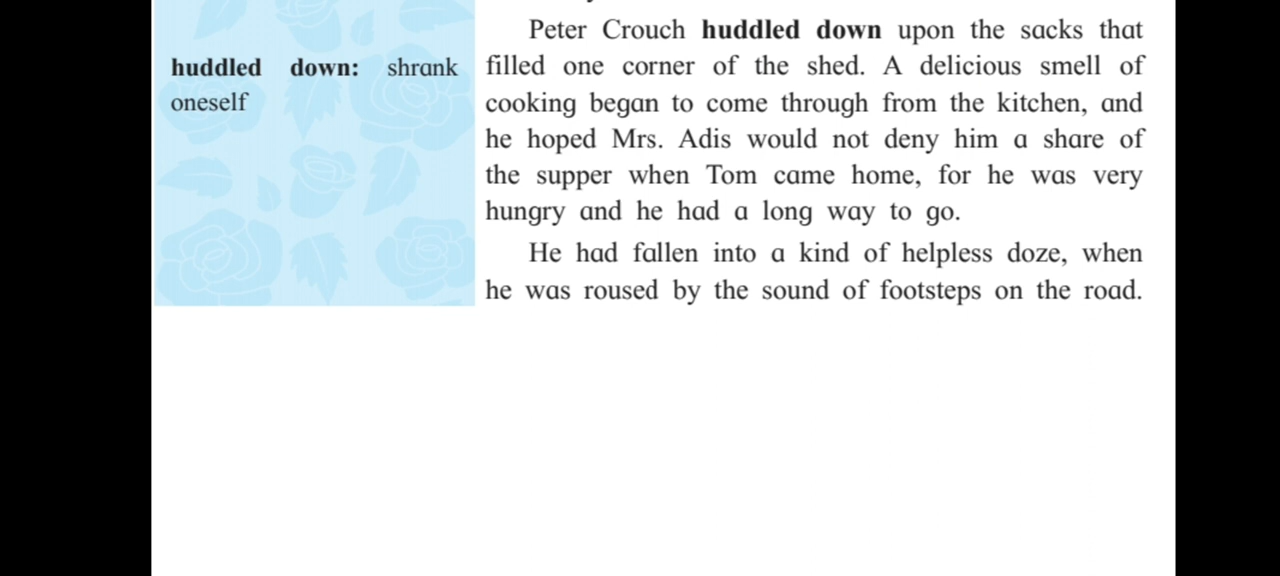 huddled down: shrank
oneself
Peter Crouch huddled down upon the sacks that
filled one corner of the shed. A delicious smell of
cooking began to come through from the kitchen, and
he hoped Mrs. Adis would not deny him a share of
the supper when Tom came home, for he was very
hungry and he had a long way to go.
He had fallen into a kind of helpless doze, when
he was roused by the sound of footsteps on the road.